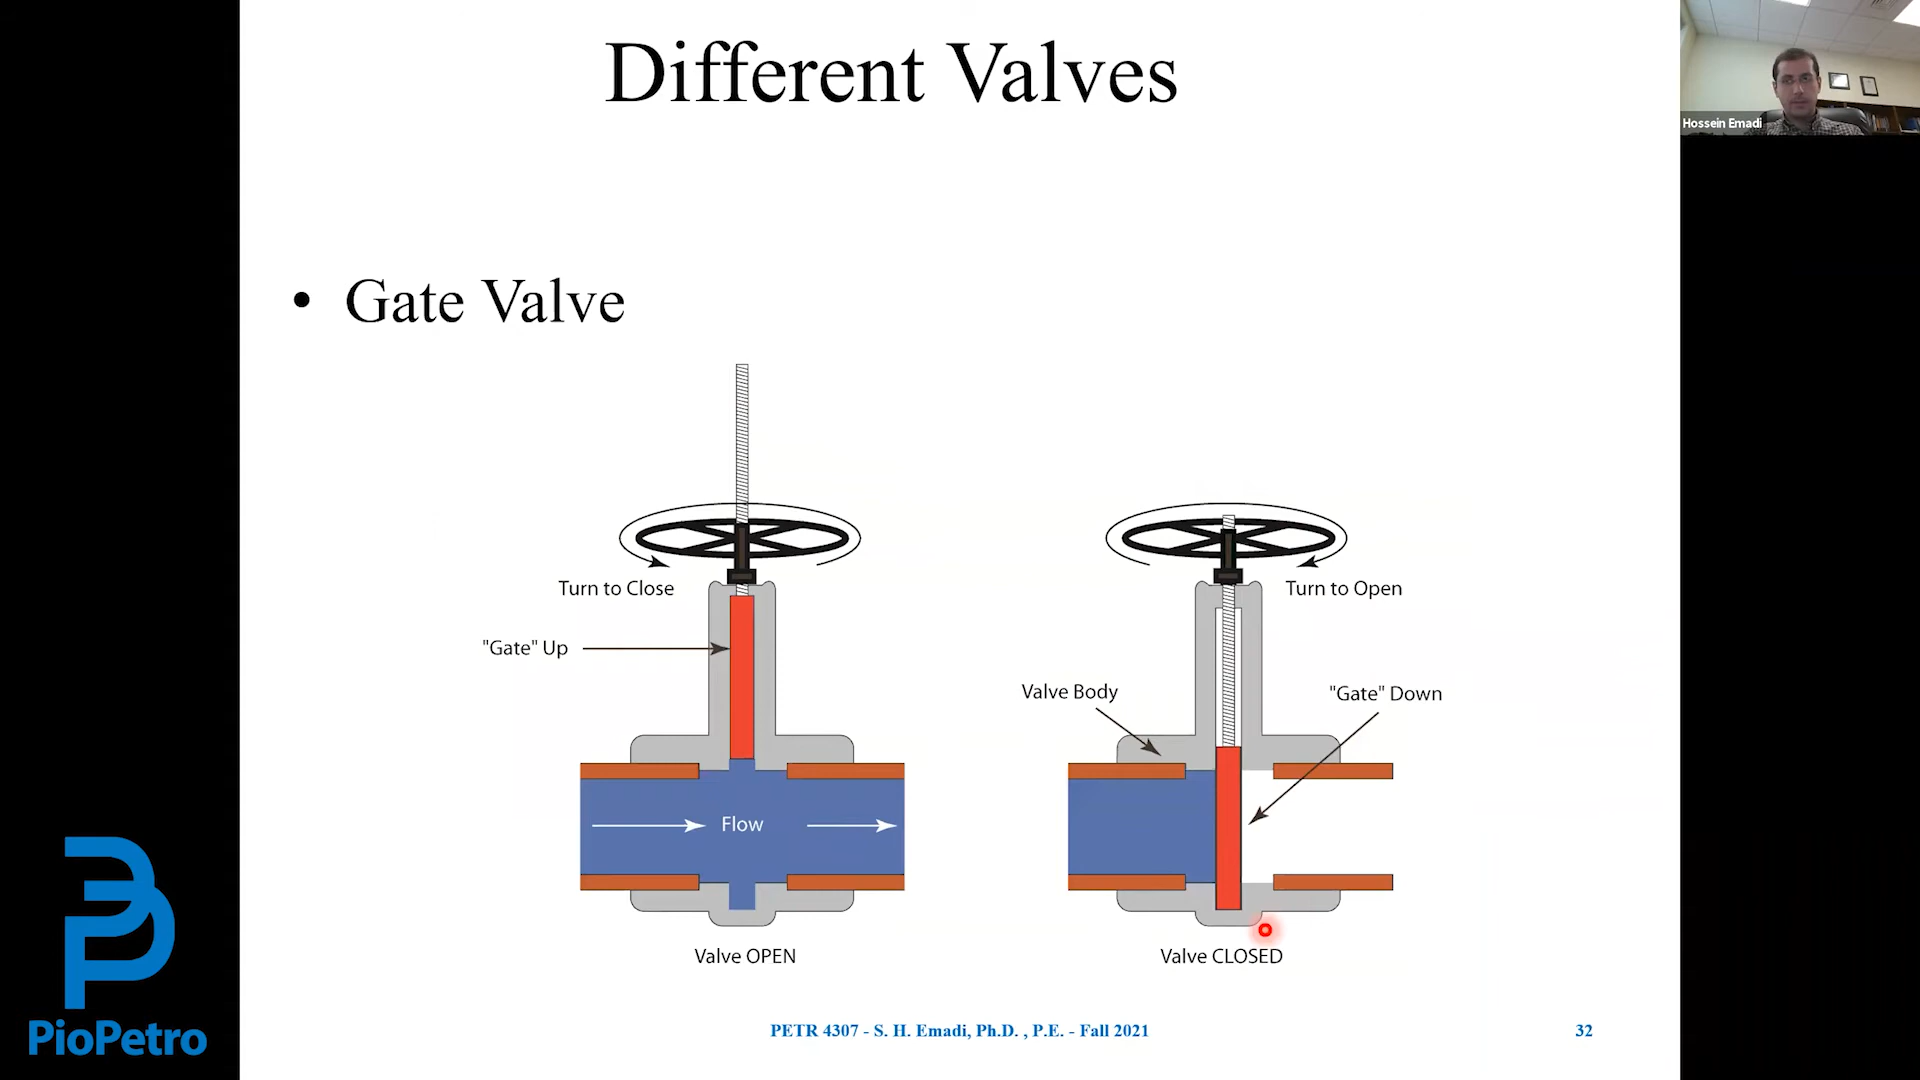 Different Valves
Hossein Emadi
• Gate Valve
Turn to Close
Turn to Open
"Gate" Up
Valve Body
"Gate" Down
Flow
Valve OPEN
Valve CLOSED
PETR 4307 - S. H. Emadi, Ph.D. , P.E. - Fall 2021
32
PioPetro